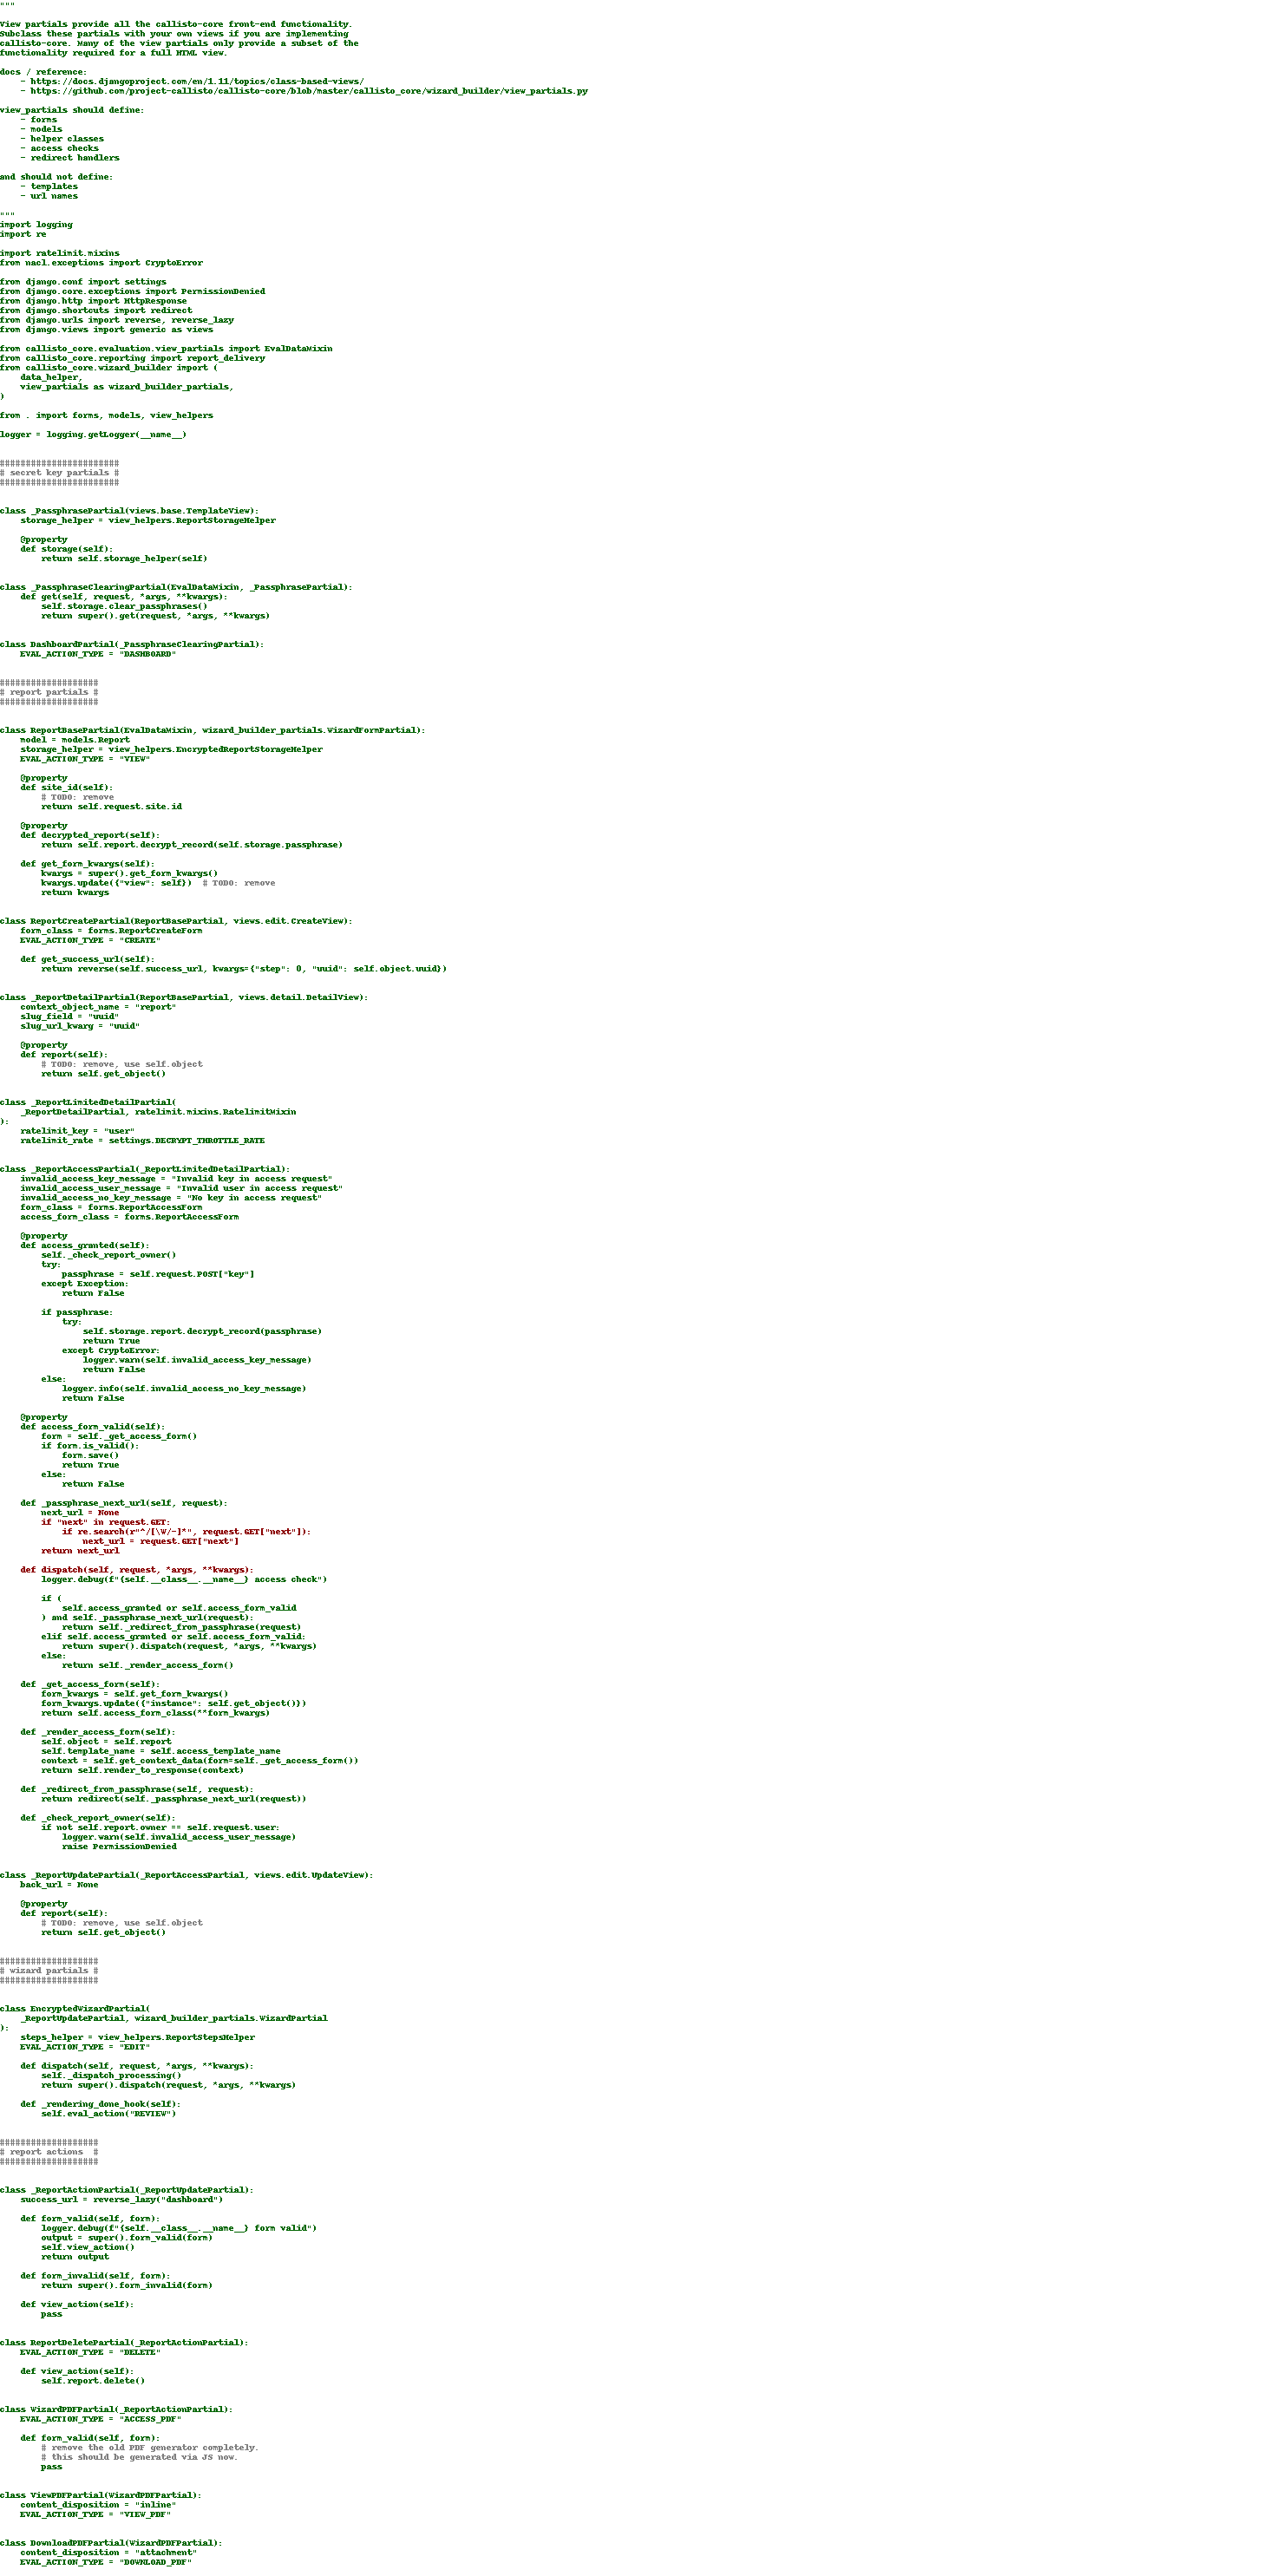 """

View partials provide all the callisto-core front-end functionality.
Subclass these partials with your own views if you are implementing
callisto-core. Many of the view partials only provide a subset of the
functionality required for a full HTML view.

docs / reference:
    - https://docs.djangoproject.com/en/1.11/topics/class-based-views/
    - https://github.com/project-callisto/callisto-core/blob/master/callisto_core/wizard_builder/view_partials.py

view_partials should define:
    - forms
    - models
    - helper classes
    - access checks
    - redirect handlers

and should not define:
    - templates
    - url names

"""
import logging
import re

import ratelimit.mixins
from nacl.exceptions import CryptoError

from django.conf import settings
from django.core.exceptions import PermissionDenied
from django.http import HttpResponse
from django.shortcuts import redirect
from django.urls import reverse, reverse_lazy
from django.views import generic as views

from callisto_core.evaluation.view_partials import EvalDataMixin
from callisto_core.reporting import report_delivery
from callisto_core.wizard_builder import (
    data_helper,
    view_partials as wizard_builder_partials,
)

from . import forms, models, view_helpers

logger = logging.getLogger(__name__)


#######################
# secret key partials #
#######################


class _PassphrasePartial(views.base.TemplateView):
    storage_helper = view_helpers.ReportStorageHelper

    @property
    def storage(self):
        return self.storage_helper(self)


class _PassphraseClearingPartial(EvalDataMixin, _PassphrasePartial):
    def get(self, request, *args, **kwargs):
        self.storage.clear_passphrases()
        return super().get(request, *args, **kwargs)


class DashboardPartial(_PassphraseClearingPartial):
    EVAL_ACTION_TYPE = "DASHBOARD"


###################
# report partials #
###################


class ReportBasePartial(EvalDataMixin, wizard_builder_partials.WizardFormPartial):
    model = models.Report
    storage_helper = view_helpers.EncryptedReportStorageHelper
    EVAL_ACTION_TYPE = "VIEW"

    @property
    def site_id(self):
        # TODO: remove
        return self.request.site.id

    @property
    def decrypted_report(self):
        return self.report.decrypt_record(self.storage.passphrase)

    def get_form_kwargs(self):
        kwargs = super().get_form_kwargs()
        kwargs.update({"view": self})  # TODO: remove
        return kwargs


class ReportCreatePartial(ReportBasePartial, views.edit.CreateView):
    form_class = forms.ReportCreateForm
    EVAL_ACTION_TYPE = "CREATE"

    def get_success_url(self):
        return reverse(self.success_url, kwargs={"step": 0, "uuid": self.object.uuid})


class _ReportDetailPartial(ReportBasePartial, views.detail.DetailView):
    context_object_name = "report"
    slug_field = "uuid"
    slug_url_kwarg = "uuid"

    @property
    def report(self):
        # TODO: remove, use self.object
        return self.get_object()


class _ReportLimitedDetailPartial(
    _ReportDetailPartial, ratelimit.mixins.RatelimitMixin
):
    ratelimit_key = "user"
    ratelimit_rate = settings.DECRYPT_THROTTLE_RATE


class _ReportAccessPartial(_ReportLimitedDetailPartial):
    invalid_access_key_message = "Invalid key in access request"
    invalid_access_user_message = "Invalid user in access request"
    invalid_access_no_key_message = "No key in access request"
    form_class = forms.ReportAccessForm
    access_form_class = forms.ReportAccessForm

    @property
    def access_granted(self):
        self._check_report_owner()
        try:
            passphrase = self.request.POST["key"]
        except Exception:
            return False

        if passphrase:
            try:
                self.storage.report.decrypt_record(passphrase)
                return True
            except CryptoError:
                logger.warn(self.invalid_access_key_message)
                return False
        else:
            logger.info(self.invalid_access_no_key_message)
            return False

    @property
    def access_form_valid(self):
        form = self._get_access_form()
        if form.is_valid():
            form.save()
            return True
        else:
            return False

    def _passphrase_next_url(self, request):
        next_url = None
        if "next" in request.GET:
            if re.search(r"^/[\W/-]*", request.GET["next"]):
                next_url = request.GET["next"]
        return next_url

    def dispatch(self, request, *args, **kwargs):
        logger.debug(f"{self.__class__.__name__} access check")

        if (
            self.access_granted or self.access_form_valid
        ) and self._passphrase_next_url(request):
            return self._redirect_from_passphrase(request)
        elif self.access_granted or self.access_form_valid:
            return super().dispatch(request, *args, **kwargs)
        else:
            return self._render_access_form()

    def _get_access_form(self):
        form_kwargs = self.get_form_kwargs()
        form_kwargs.update({"instance": self.get_object()})
        return self.access_form_class(**form_kwargs)

    def _render_access_form(self):
        self.object = self.report
        self.template_name = self.access_template_name
        context = self.get_context_data(form=self._get_access_form())
        return self.render_to_response(context)

    def _redirect_from_passphrase(self, request):
        return redirect(self._passphrase_next_url(request))

    def _check_report_owner(self):
        if not self.report.owner == self.request.user:
            logger.warn(self.invalid_access_user_message)
            raise PermissionDenied


class _ReportUpdatePartial(_ReportAccessPartial, views.edit.UpdateView):
    back_url = None

    @property
    def report(self):
        # TODO: remove, use self.object
        return self.get_object()


###################
# wizard partials #
###################


class EncryptedWizardPartial(
    _ReportUpdatePartial, wizard_builder_partials.WizardPartial
):
    steps_helper = view_helpers.ReportStepsHelper
    EVAL_ACTION_TYPE = "EDIT"

    def dispatch(self, request, *args, **kwargs):
        self._dispatch_processing()
        return super().dispatch(request, *args, **kwargs)

    def _rendering_done_hook(self):
        self.eval_action("REVIEW")


###################
# report actions  #
###################


class _ReportActionPartial(_ReportUpdatePartial):
    success_url = reverse_lazy("dashboard")

    def form_valid(self, form):
        logger.debug(f"{self.__class__.__name__} form valid")
        output = super().form_valid(form)
        self.view_action()
        return output

    def form_invalid(self, form):
        return super().form_invalid(form)

    def view_action(self):
        pass


class ReportDeletePartial(_ReportActionPartial):
    EVAL_ACTION_TYPE = "DELETE"

    def view_action(self):
        self.report.delete()


class WizardPDFPartial(_ReportActionPartial):
    EVAL_ACTION_TYPE = "ACCESS_PDF"

    def form_valid(self, form):
        # remove the old PDF generator completely.
        # this should be generated via JS now.
        pass


class ViewPDFPartial(WizardPDFPartial):
    content_disposition = "inline"
    EVAL_ACTION_TYPE = "VIEW_PDF"


class DownloadPDFPartial(WizardPDFPartial):
    content_disposition = "attachment"
    EVAL_ACTION_TYPE = "DOWNLOAD_PDF"